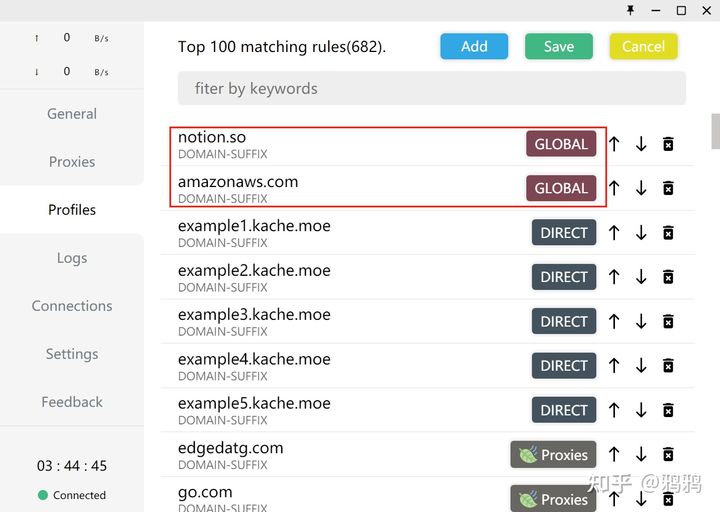 ↑ 0 B/s
↓ 0 B/s
General
Proxies
Profiles
Logs
Connections
Settings
Feedback
03 : 44 : 45
Connected
Top 100 matching rules(682).
Add
Save
Cancel
fiter by keywords
notion.so
DOMAIN-SUFFIX
GLOBAL
amazonaws.com
DOMAIN-SUFFIX
GLOBAL
example1.kache.moe
DOMAIN-SUFFIX
DIRECT
example2.kache.moe
DOMAIN-SUFFIX
DIRECT
example3.kache.moe
DOMAIN-SUFFIX
DIRECT
example4.kache.moe
DOMAIN-SUFFIX
DIRECT
example5.kache.moe
DOMAIN-SUFFIX
DIRECT
edgedatg.com
DOMAIN-SUFFIX
Proxies
go.com
DOMAIN-SUFFIX
Proxies
知乎 @鸦鸦